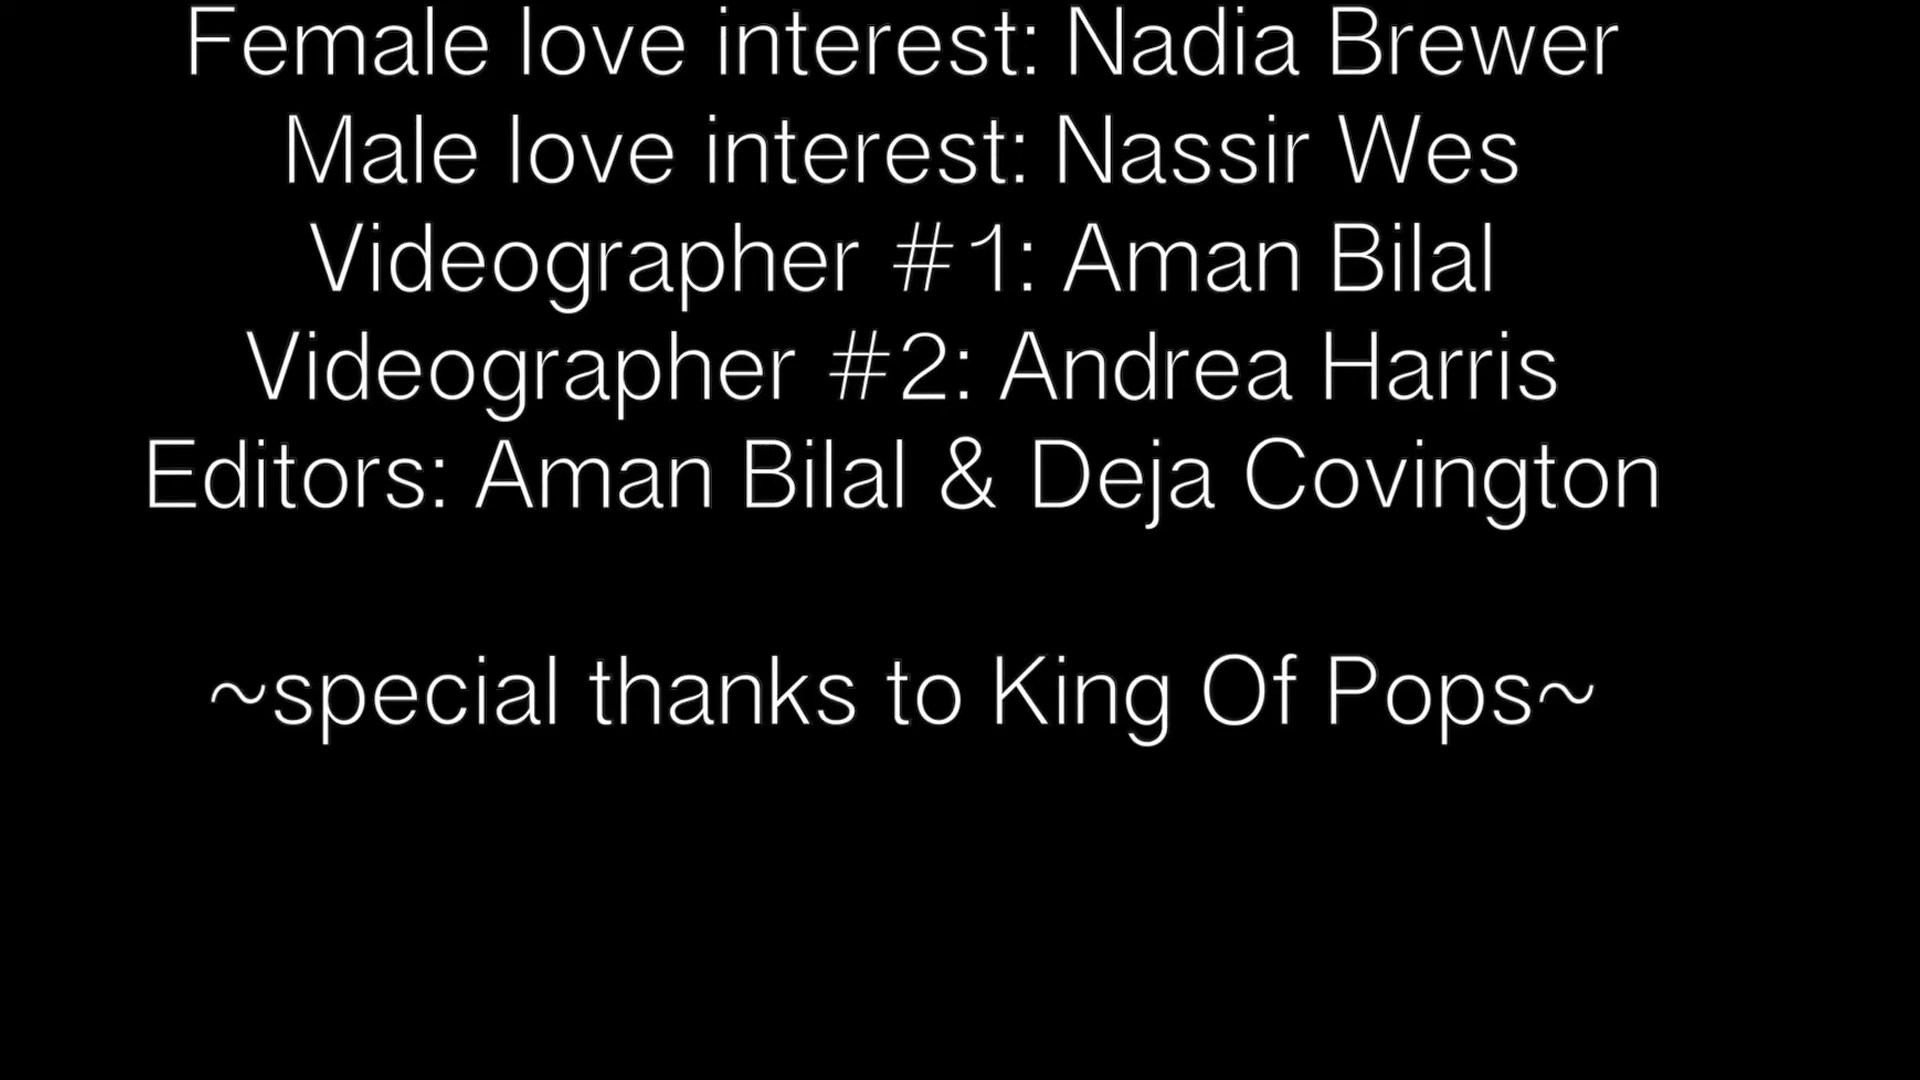 Female love interest: Nadia Brewer
Male love interest: Nassir Wes
Videographer #1: Aman Bilal
Videographer #2: Andrea Harris
Editors: Aman Bilal & Deja Covington
~special thanks to King Of Pops~